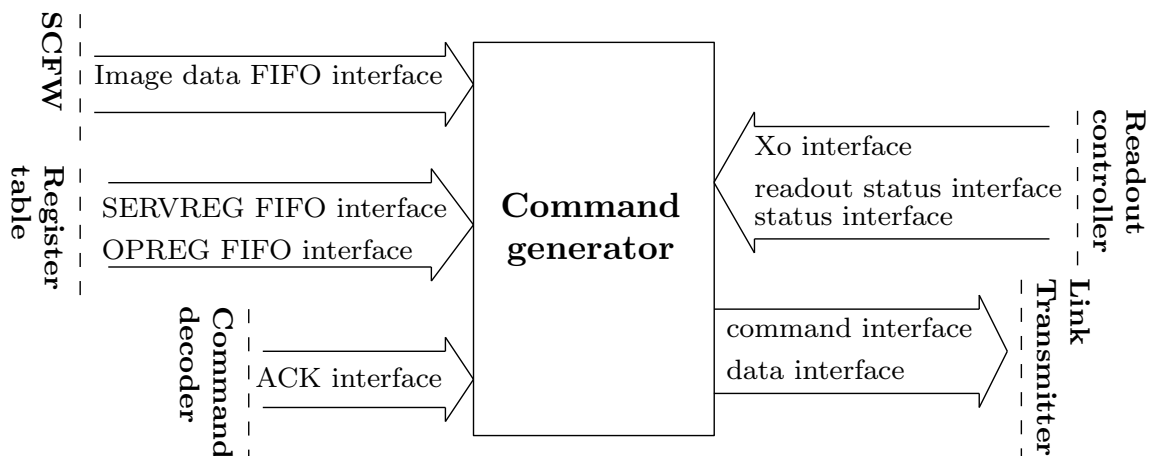 SCFW
Image data FIFO interface
Register
table
SERVREG FIFO interface
OPREG FIFO interface
Command
decoder
ACK interface
Command
generator
Readout
controller
Xo interface
readout status interface
status interface
Link
Transmitter
command interface
data interface